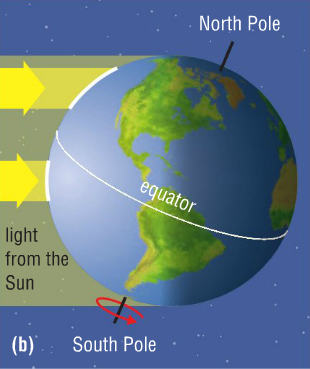 North Pole
equator
light
from the
Sun
(b) South Pole